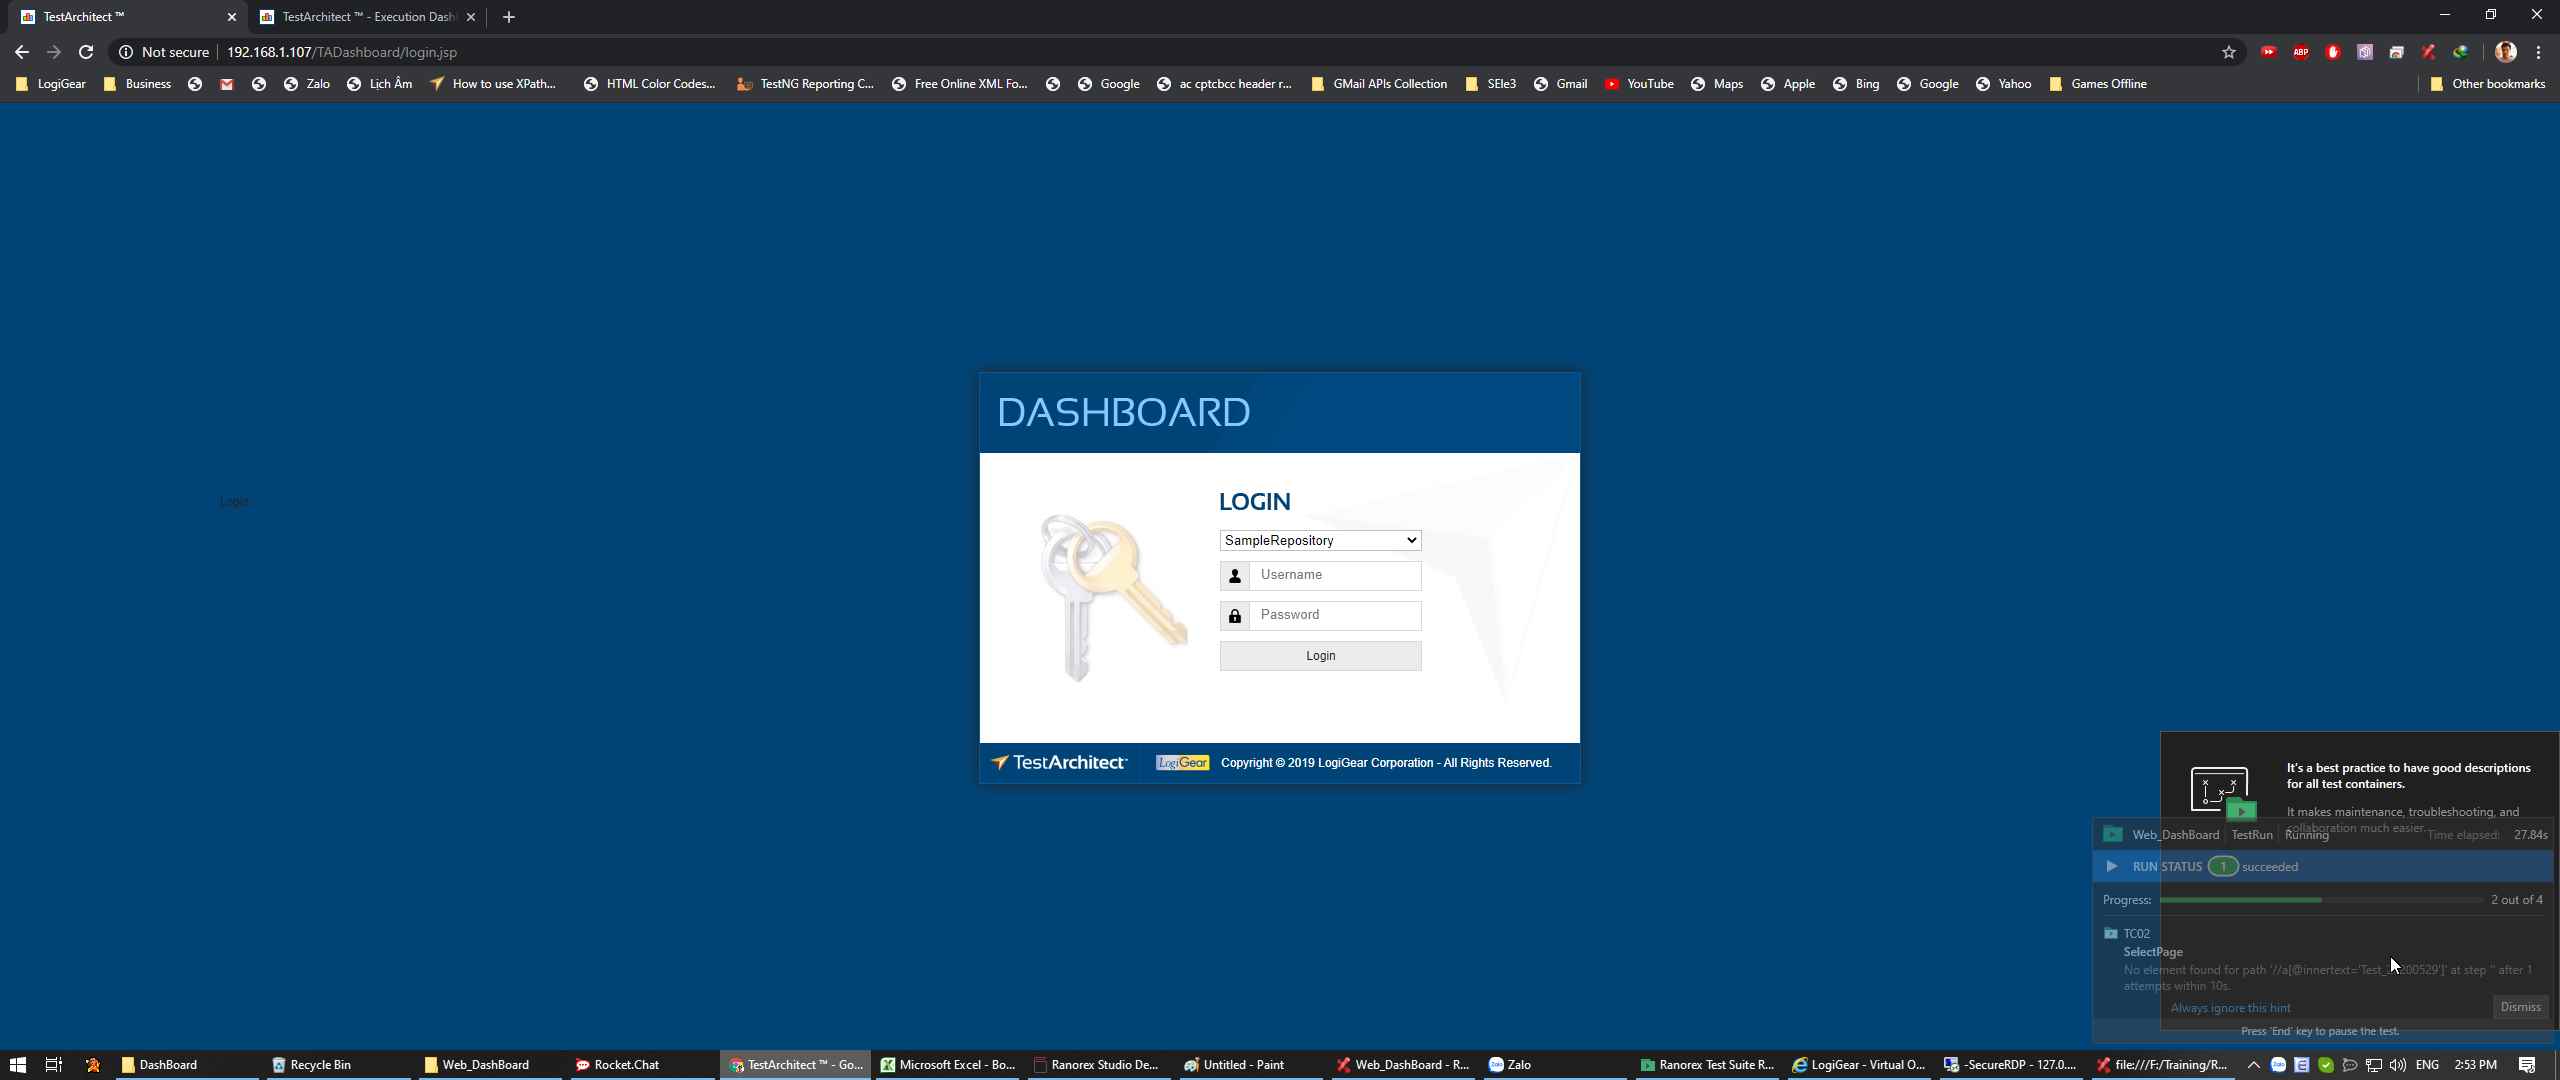 TestArchitect ™
TestArchitect ™ - Execution Dash
Not secure 192.168.1.107/TADashboard/login.jsp
ABP
LogiGear Business Zalo Lịch Âm How to use XPath... HTML Color Codes... TestNG Reporting C... Free Online XML Fo... Google ac cptcbcc header r... GMail APIs Collection SEle3 Gmail YouTube Maps Apple Bing Google Yahoo Games Offline Other bookmarks
DASHBOARD
Login
LOGIN
SampleRepository
Username
Password
Login
TestArchitect LogiGear Copyright © 2019 LogiGear Corporation - All Rights Reserved.
It's a best practice to have good descriptions
for all test containers.
It makes maintenance, troubleshooting, and
collaboration much easier.
Web_DashBoard TestRun Running Time elapsed: 27.84s
RUN STATUS 1 succeeded
Progress: 2 out of 4
TC02
SelectPage
No element found for path '//a[@innertext='Test_ 200529']' at step '' after 1
attempts within 10s.
Always ignore this hint Dismiss
Press 'End' key to pause the test.
DashBoard Recycle Bin Web_DashBoard Rocket.Chat TestArchitect ™ - Go... Microsoft Excel - Bo... Ranorex Studio De... Untitled - Paint Web_DashBoard - R... Zalo Ranorex Test Suite R... LogiGear - Virtual O... -SecureRDP - 127.0.... file:///F:/Training/R... ENG 2:53 PM